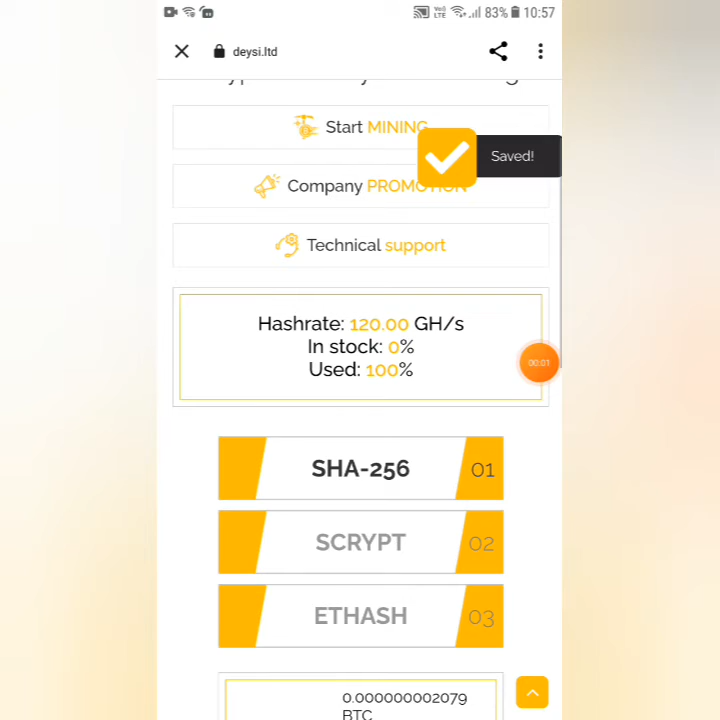 83% 10:57
deysi.ltd
Start MINING
Saved!
Company PROMOTION
Technical support
Hashrate: 120.00 GH/s
In stock: 0%
Used: 100%
00:01
SHA-256 01
SCRYPT 02
ETHASH 03
0.000000002079
BTC